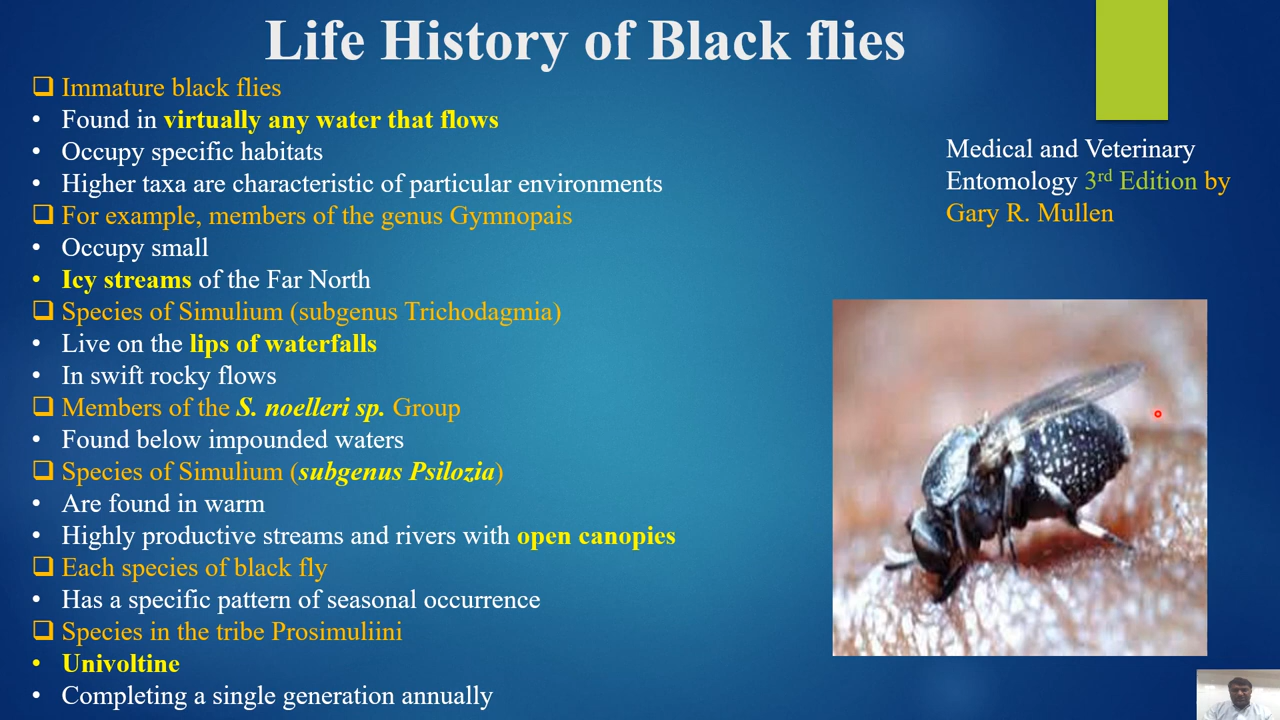 Life History of Black flies
❑ Immature black flies
• Found in virtually any water that flows
• Occupy specific habitats
• Higher taxa are characteristic of particular environments
❑ For example, members of the genus Gymnopais
• Occupy small
• Icy streams of the Far North
❑ Species of Simulium (subgenus Trichodagmia)
• Live on the lips of waterfalls
• In swift rocky flows
❑ Members of the S. noelleri sp. Group
• Found below impounded waters
❑ Species of Simulium (subgenus Psilozia)
• Are found in warm
• Highly productive streams and rivers with open canopies
❑ Each species of black fly
• Has a specific pattern of seasonal occurrence
❑ Species in the tribe Prosimuliini
• Univoltine
• Completing a single generation annually
Medical and Veterinary
Entomology 3rd Edition by
Gary R. Mullen